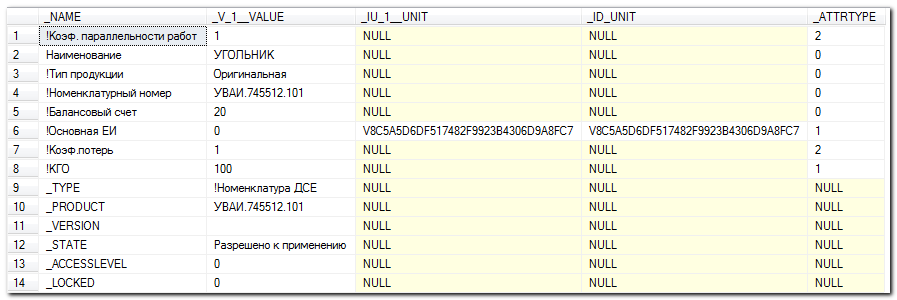 _NAME _V_1__VALUE _IU_1__UNIT _ID_UNIT _ATTRTYPE
1 !Коэф. параллельности работ 1 NULL NULL 2
2 Наименование УГОЛЬНИК NULL NULL 0
3 !Тип продукции Оригинальная NULL NULL 0
4 !Номенклатурный номер УВАИ.745512.101 NULL NULL 0
5 !Балансовый счет 20 NULL NULL 0
6 !Основная ЕИ 0 V8C5A5D6DF517482F9923B4306D9A8FC7 V8C5A5D6DF517482F9923B4306D9A8FC7 1
7 !Коэф.потерь 1 NULL NULL 2
8 !КГО 100 NULL NULL 1
9 _TYPE !Номенклатура ДСЕ NULL NULL NULL
10 _PRODUCT УВАИ.745512.101 NULL NULL NULL
11 _VERSION NULL NULL NULL
12 _STATE Разрешено к применению NULL NULL NULL
13 _ACCESSLEVEL 0 NULL NULL NULL
14 _LOCKED 0 NULL NULL NULL